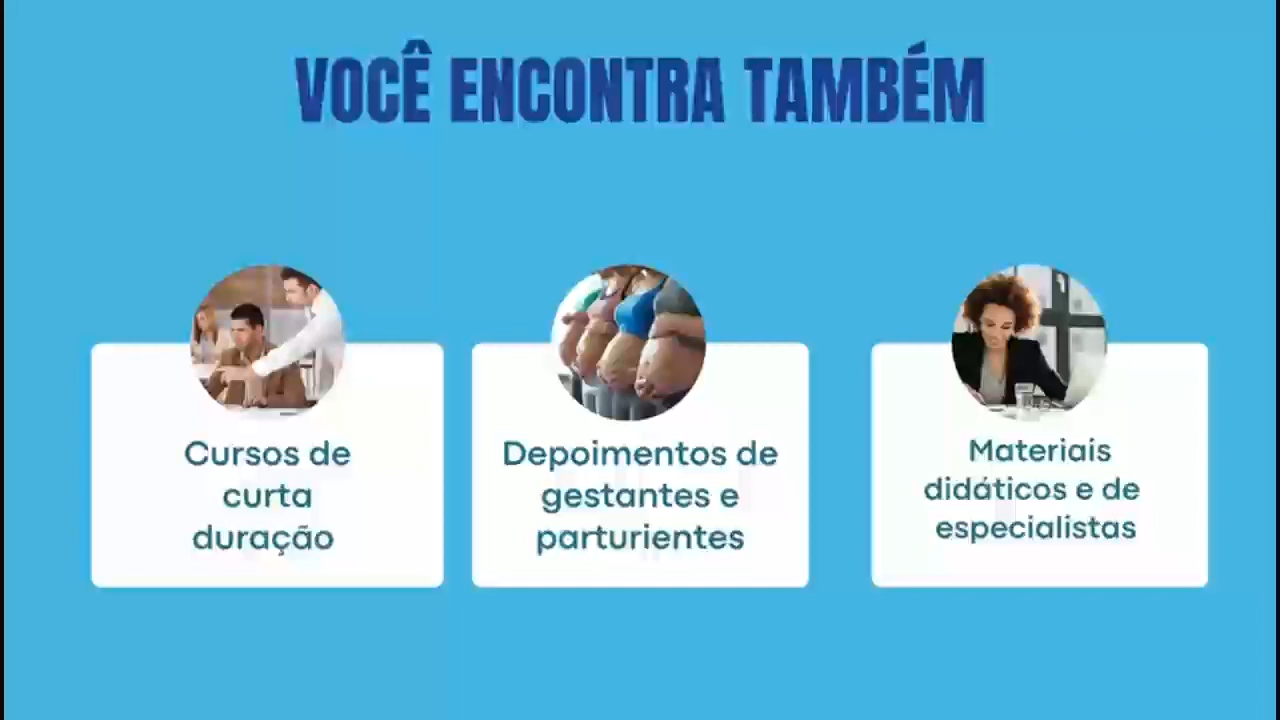 VOCÊ ENCONTRA TAMBÉM
Cursos de
curta
duração
Depoimentos de
gestantes e
parturientes
Materiais
didáticos e de
especialistas